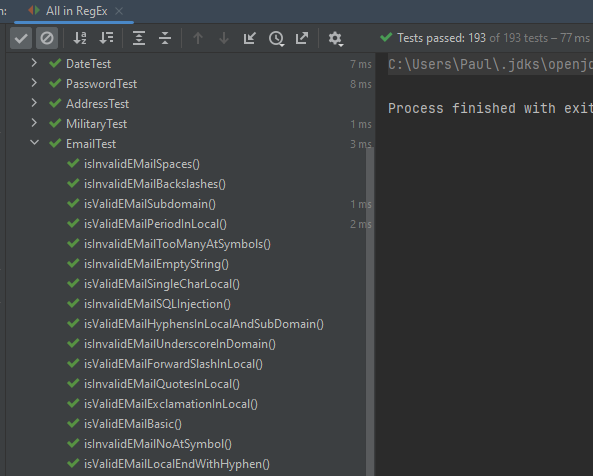 n: All in RegEx
Tests passed: 193 of 193 tests – 77 ms
DateTest 7 ms
PasswordTest 8 ms
AddressTest
MilitaryTest 1 ms
EmailTest 3 ms
isInvalidEMailSpaces()
isInvalidEMailBackslashes()
isValidEMailSubdomain() 1 ms
isValidEMailPeriodInLocal() 2 ms
isInvalidEMailTooManyAtSymbols()
isInvalidEMailEmptyString()
isValidEMailSingleCharLocal()
isInvalidEMailSQLInjection()
isValidEMailHyphensInLocalAndSubDomain()
isInvalidEMailUnderscoreInDomain()
isValidEMailForwardSlashInLocal()
isInvalidEMailQuotesInLocal()
isValidEMailExclamationInLocal()
isValidEMailBasic()
isInvalidEMailNoAtSymbol()
isValidEMailLocalEndWithHyphen()
C:\Users\Paul\.jdks\openjd
Process finished with exit